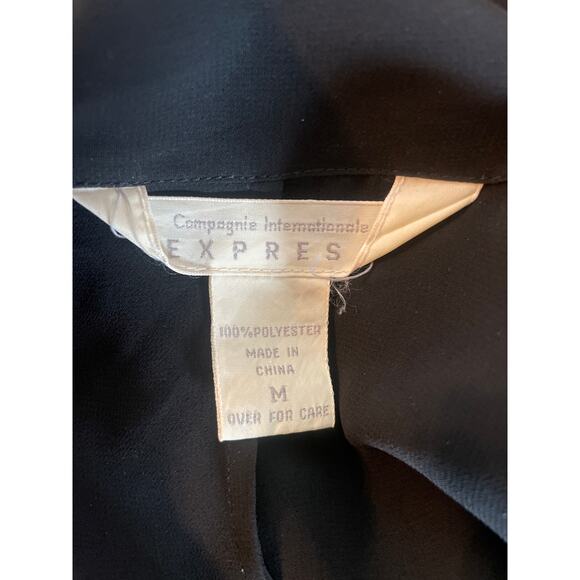 Compagnie Internationale
EXPRES
100% POLYESTER
MADE IN
CHINA
M
OVER FOR CARE